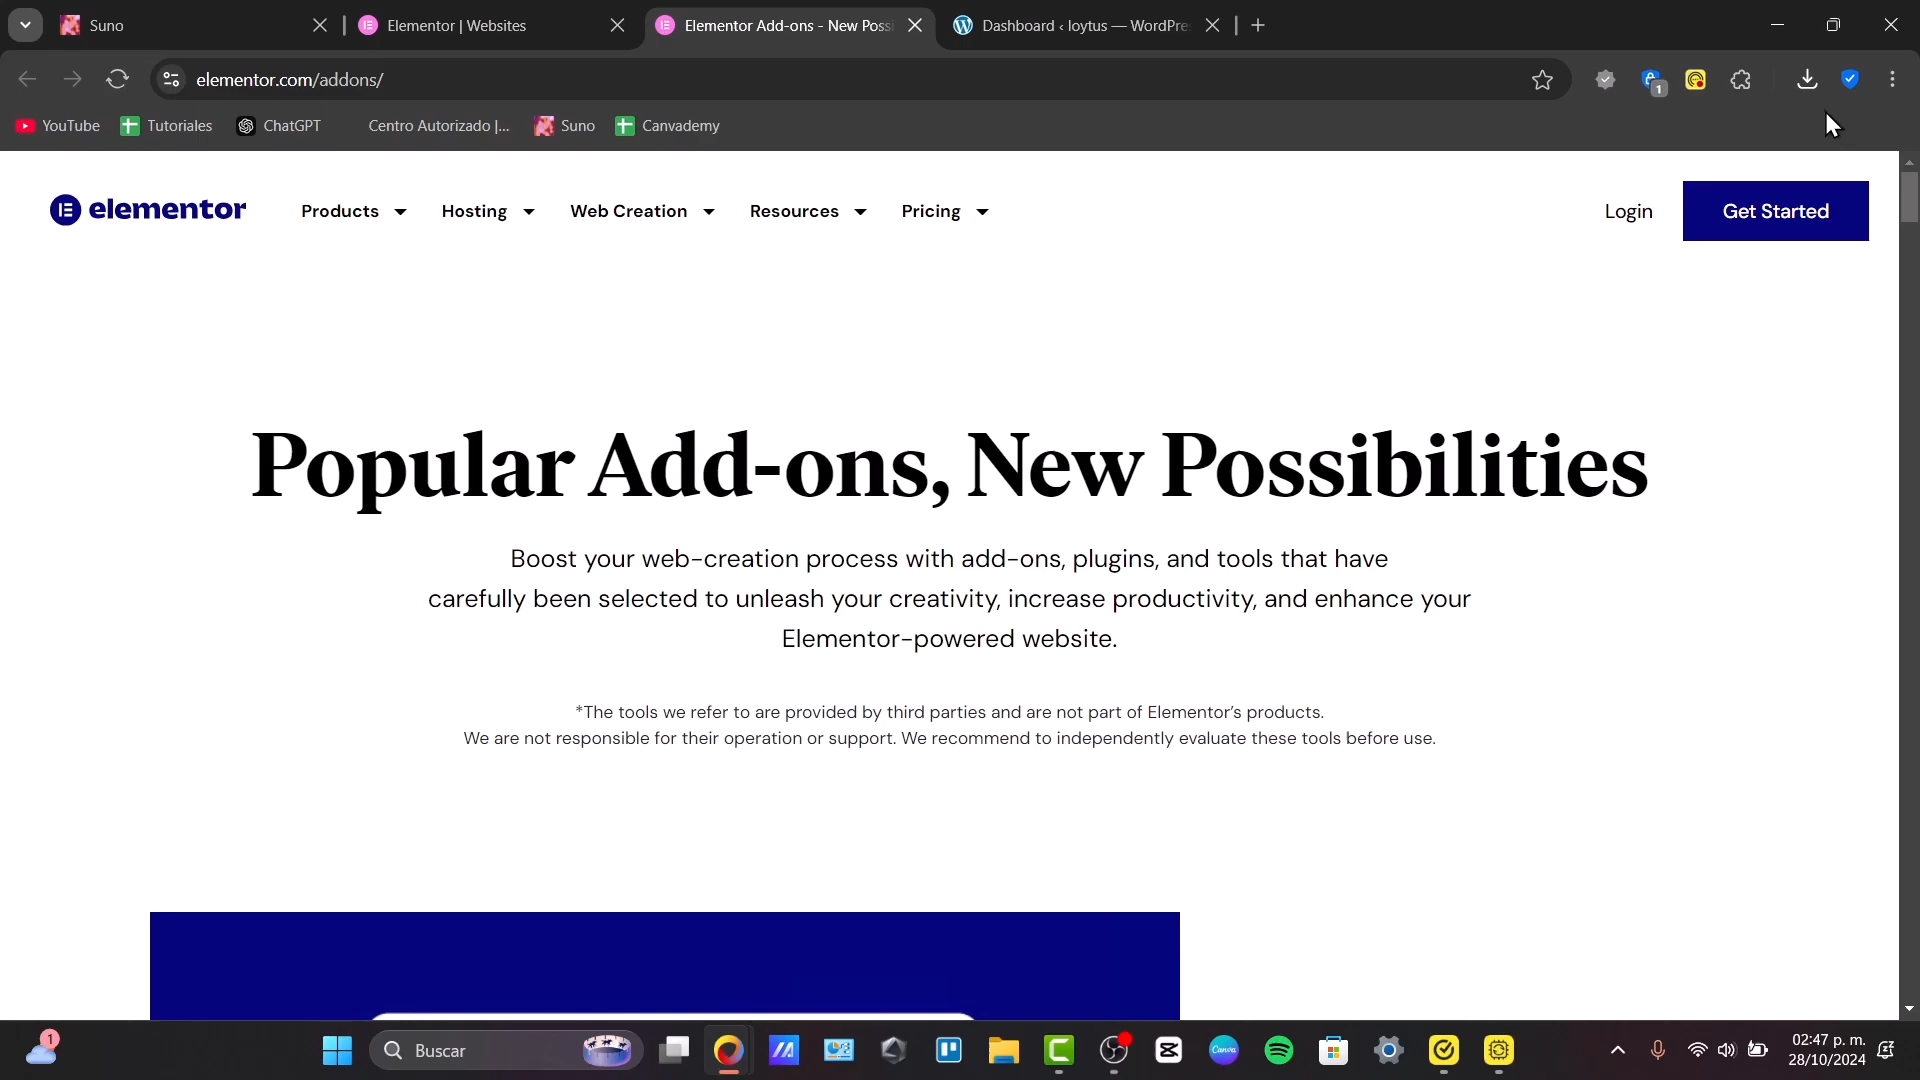 Suno
Elementor | Websites
Elementor Add-ons - New Possi
Dashboard ‹ loytus — WordPre
elementor.com/addons/
1
YouTube
Tutoriales
ChatGPT
Centro Autorizado |...
Suno
Canvademy
elementor
Products
Hosting
Web Creation
Resources
Pricing
Login
Get Started
Popular Add-ons, New Possibilities
Boost your web-creation process with add-ons, plugins, and tools that have
carefully been selected to unleash your creativity, increase productivity, and enhance your
Elementor-powered website.
*The tools we refer to are provided by third parties and are not part of Elementor's products.
We are not responsible for their operation or support. We recommend to independently evaluate these tools before use.
1
Buscar
Canva
02:47 p. m.
28/10/2024